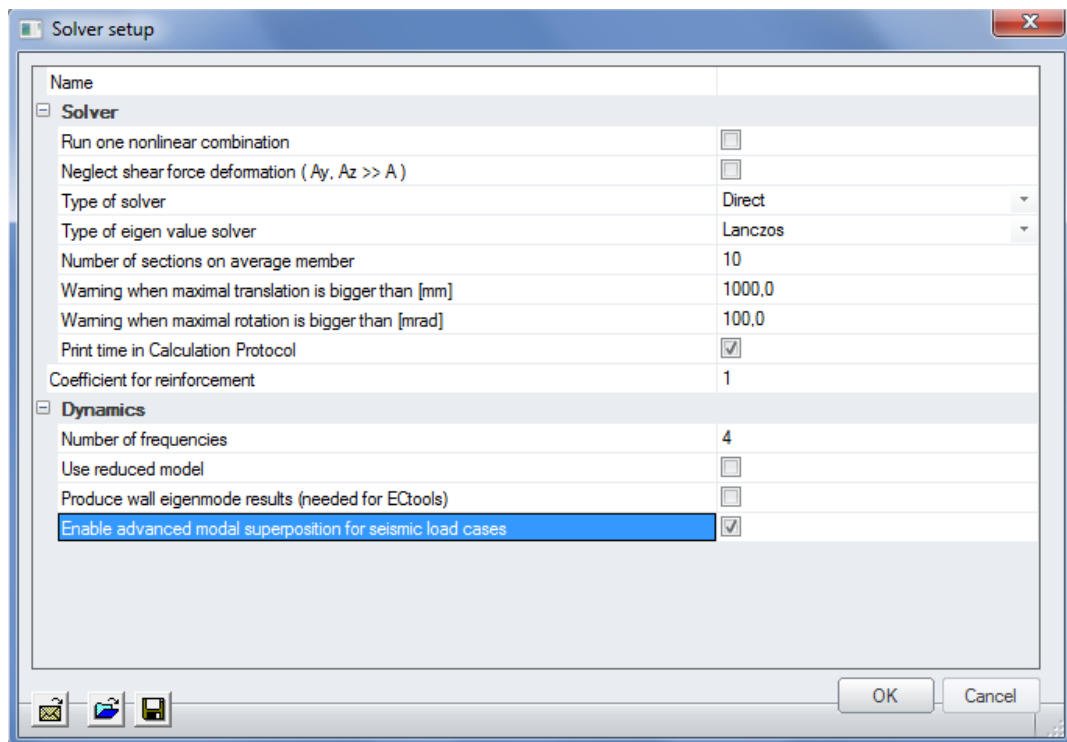 Solver setup
Name
Solver
Run one nonlinear combination
Neglect shear force deformation ( Ay, Az >> A )
Type of solver Direct
Type of eigen value solver Lanczos
Number of sections on average member 10
Warning when maximal translation is bigger than [mm] 1000,0
Warning when maximal rotation is bigger than [mrad] 100,0
Print time in Calculation Protocol
Coefficient for reinforcement 1
Dynamics
Number of frequencies 4
Use reduced model
Produce wall eigenmode results (needed for ECtools)
Enable advanced modal superposition for seismic load cases
OK Cancel